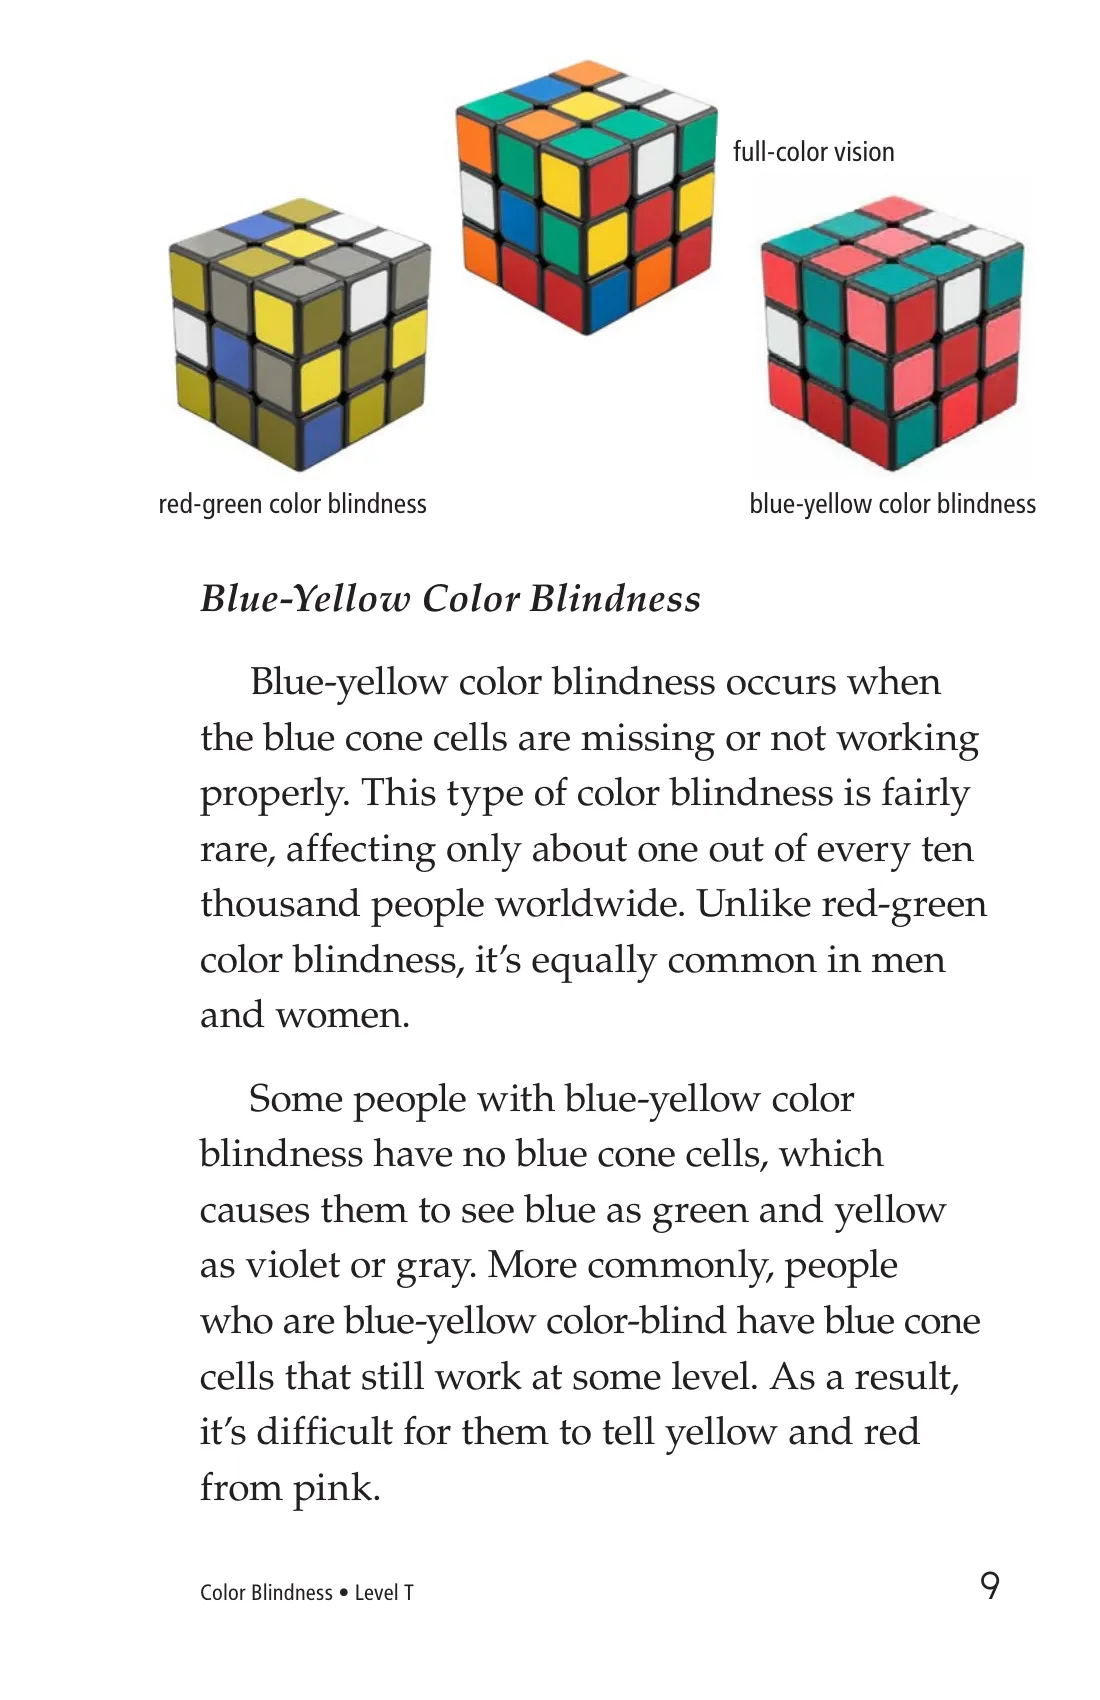 full-color vision
red-green color blindness
blue-yellow color blindness
Blue-Yellow Color Blindness
Blue-yellow color blindness occurs when
the blue cone cells are missing or not working
properly. This type of color blindness is fairly
rare, affecting only about one out of every ten
thousand people worldwide. Unlike red-green
color blindness, it’s equally common in men
and women.
Some people with blue-yellow color
blindness have no blue cone cells, which
causes them to see blue as green and yellow
as violet or gray. More commonly, people
who are blue-yellow color-blind have blue cone
cells that still work at some level. As a result,
it’s difficult for them to tell yellow and red
from pink.
Color Blindness • Level T
9